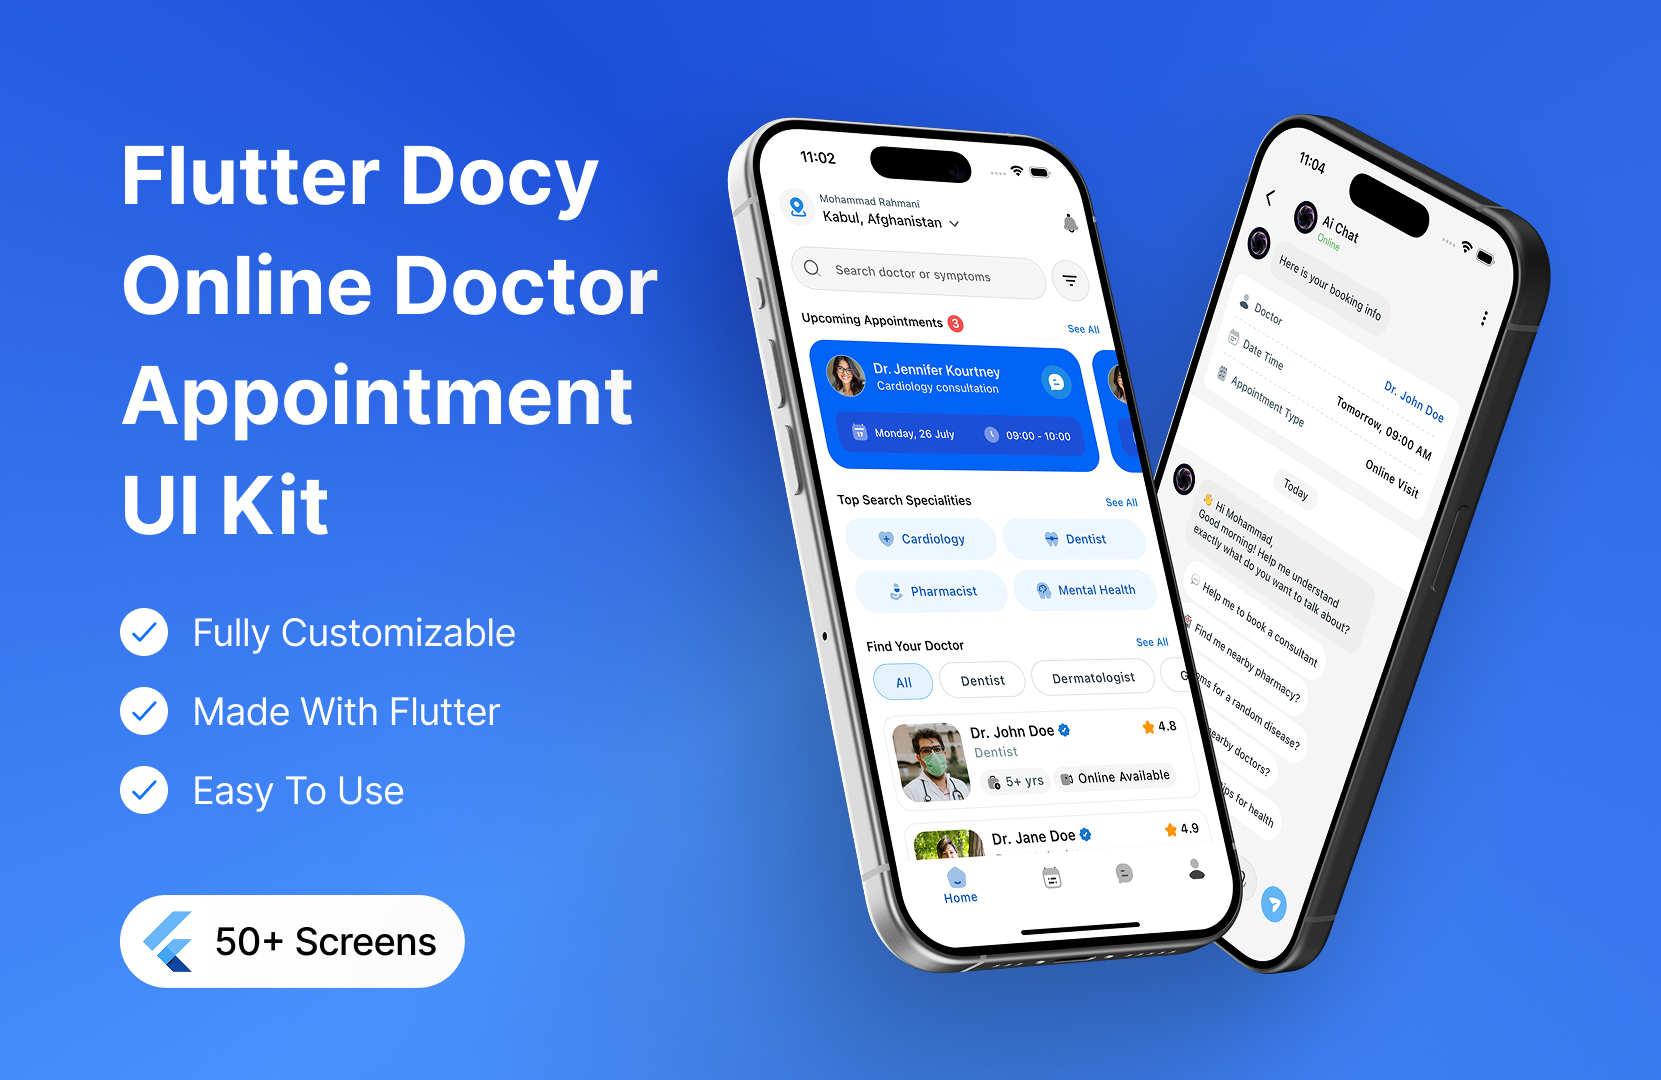 Flutter Docy
Online Doctor
Appointment
UI Kit
Fully Customizable
Made With Flutter
Easy To Use
50+ Screens
11:02
Mohammad Rahmani
Kabul, Afghanistan
Search doctor or symptoms
Upcoming Appointments 3
See All
Dr. Jennifer Kourtney
Cardiology consultation
Monday, 26 July
09:00 - 10:00
Top Search Specialities
See All
Cardiology
Dentist
Pharmacist
Mental Health
Find Your Doctor
See All
All
Dentist
Dermatologist
Dr. John Doe
4.8
Dentist
5+ yrs
Online Available
Dr. Jane Doe
4.9
Home
11:04
Ai Chat
Online
Here is your booking info
Doctor
Dr. John Doe
Date Time
Tomorrow, 09:00 AM
Appointment Type
Online Visit
Today
👋 Hi Mohammad,
Good morning! Help me understand
exactly what do you want to talk about?
Help me to book a consultant
Find me nearby pharmacy?
for a random disease?
doctors?
for health